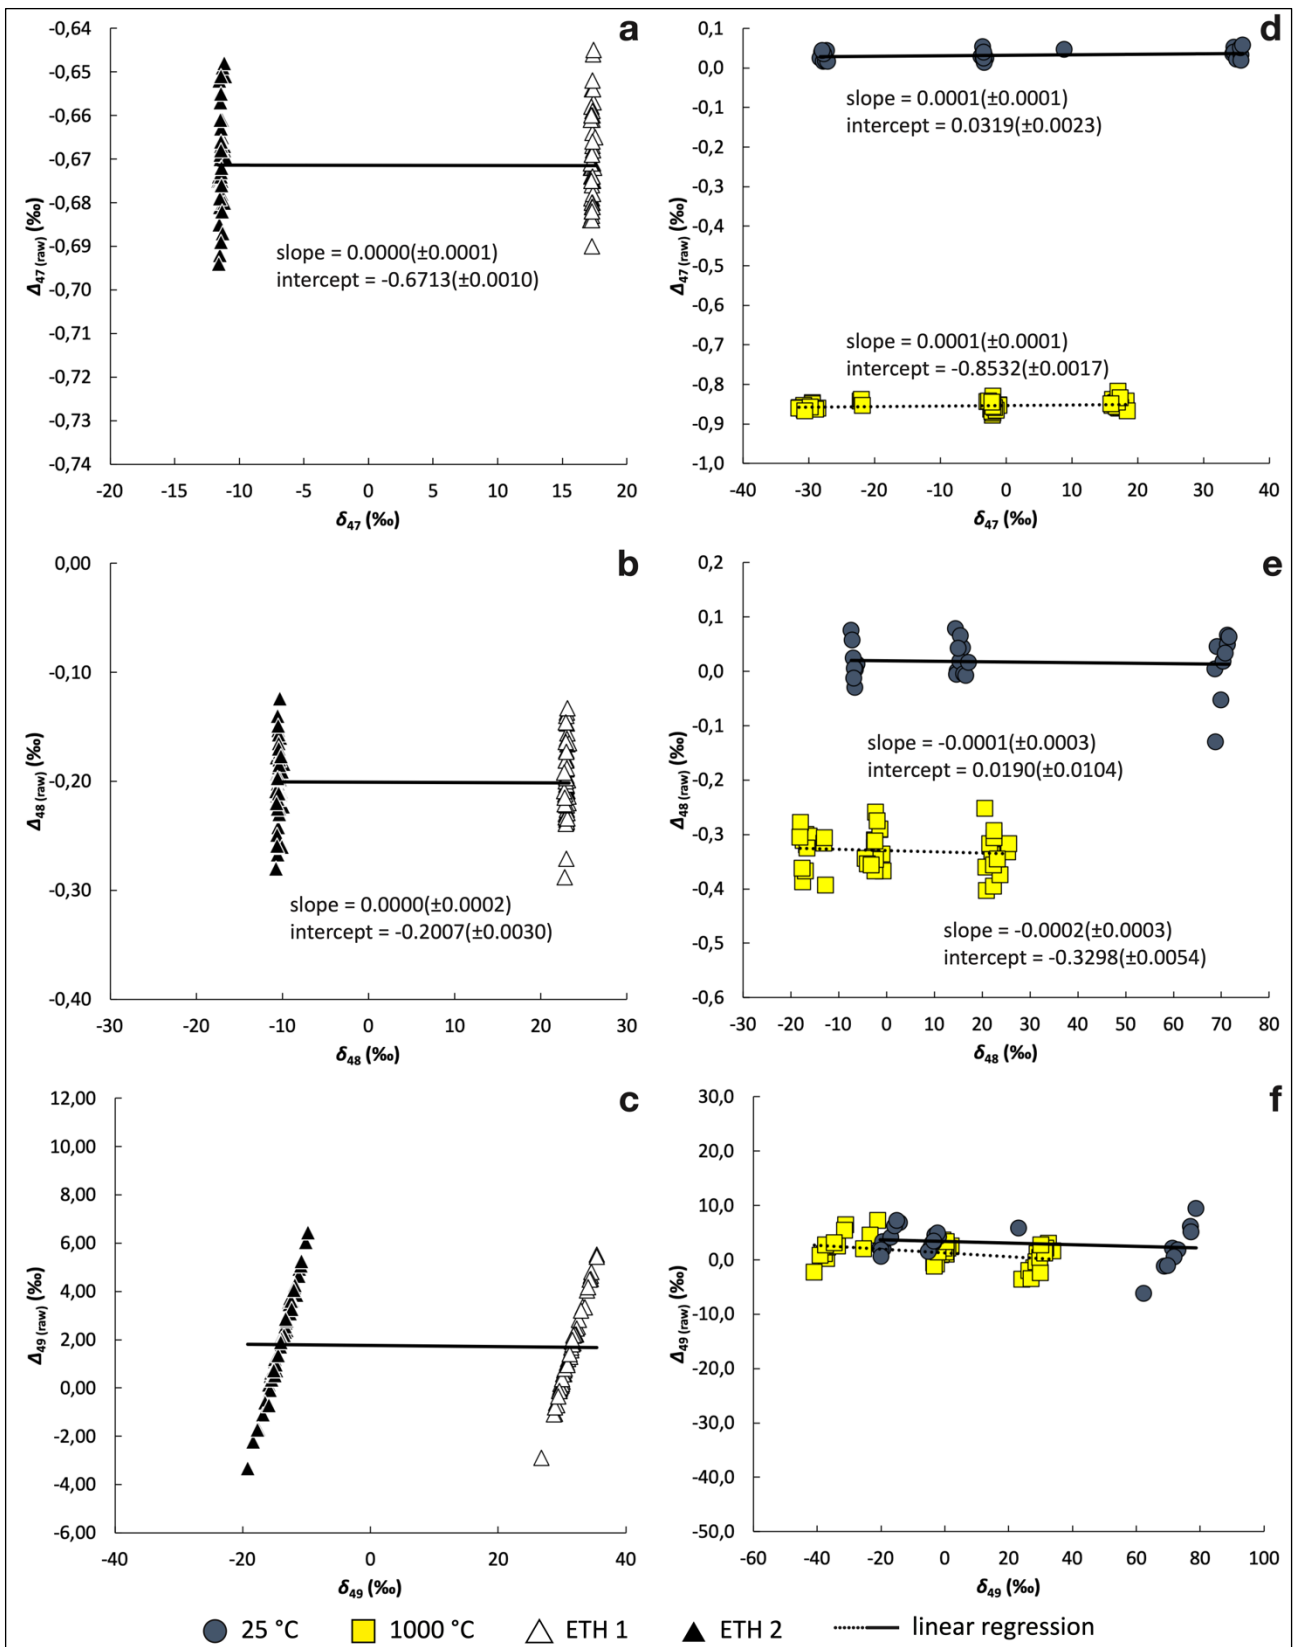 a
-0,64
-0,65
-0,66
-0,67
-0,68
-0,69
-0,70
-0,71
-0,72
-0,73
-0,74
Δ47 (raw) (‰)
slope = 0.0000(±0.0001)
intercept = -0.6713(±0.0010)
-20 -15 -10 -5 0 5 10 15 20
δ47 (‰)
d
0,1
0,0
-0,1
-0,2
-0,3
-0,4
-0,5
-0,6
-0,7
-0,8
-0,9
-1,0
Δ47 (raw) (‰)
slope = 0.0001(±0.0001)
intercept = 0.0319(±0.0023)
slope = 0.0001(±0.0001)
intercept = -0.8532(±0.0017)
-40 -30 -20 -10 0 10 20 30 40
δ47 (‰)
b
0,00
-0,10
-0,20
-0,30
-0,40
Δ48 (raw) (‰)
slope = 0.0000(±0.0002)
intercept = -0.2007(±0.0030)
-30 -20 -10 0 10 20 30
δ48 (‰)
e
0,2
0,1
0,0
-0,1
-0,2
-0,3
-0,4
-0,5
-0,6
Δ48 (raw) (‰)
slope = -0.0001(±0.0003)
intercept = 0.0190(±0.0104)
slope = -0.0002(±0.0003)
intercept = -0.3298(±0.0054)
-30 -20 -10 0 10 20 30 40 50 60 70 80
δ48 (‰)
c
12,00
10,00
8,00
6,00
4,00
2,00
0,00
-2,00
-4,00
-6,00
Δ49 (raw) (‰)
-40 -20 0 20 40
δ49 (‰)
f
30,0
20,0
10,0
0,0
-10,0
-20,0
-30,0
-40,0
-50,0
Δ49 (raw) (‰)
-60 -40 -20 0 20 40 60 80 100
δ49 (‰)
25 °C 1000 °C ETH 1 ETH 2 linear regression